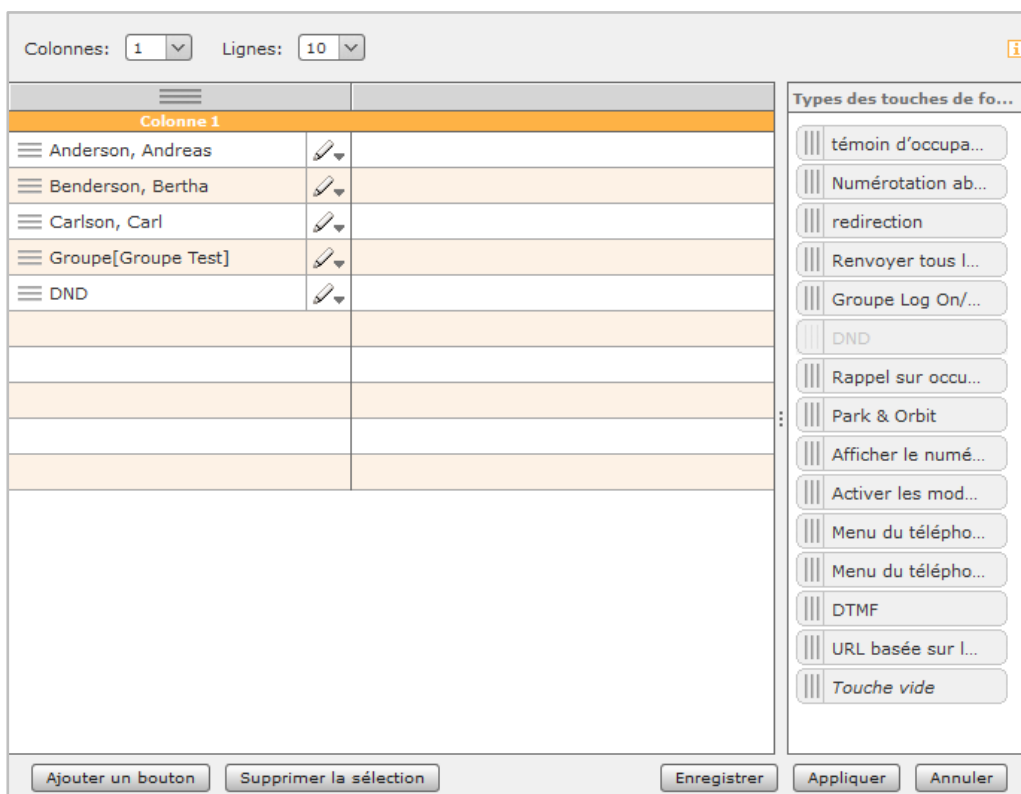 Colonnes: 1 Lignes: 10
Types des touches de fo...
Colonne 1
Anderson, Andreas
Benderson, Bertha
Carlson, Carl
Groupe[Groupe Test]
DND
témoin d'occupa...
Numérotation ab...
redirection
Renvoyer tous l...
Groupe Log On/...
DND
Rappel sur occu...
Park & Orbit
Afficher le numé...
Activer les mod...
Menu du télépho...
Menu du télépho...
DTMF
URL basée sur l...
Touche vide
Ajouter un bouton Supprimer la sélection Enregistrer Appliquer Annuler